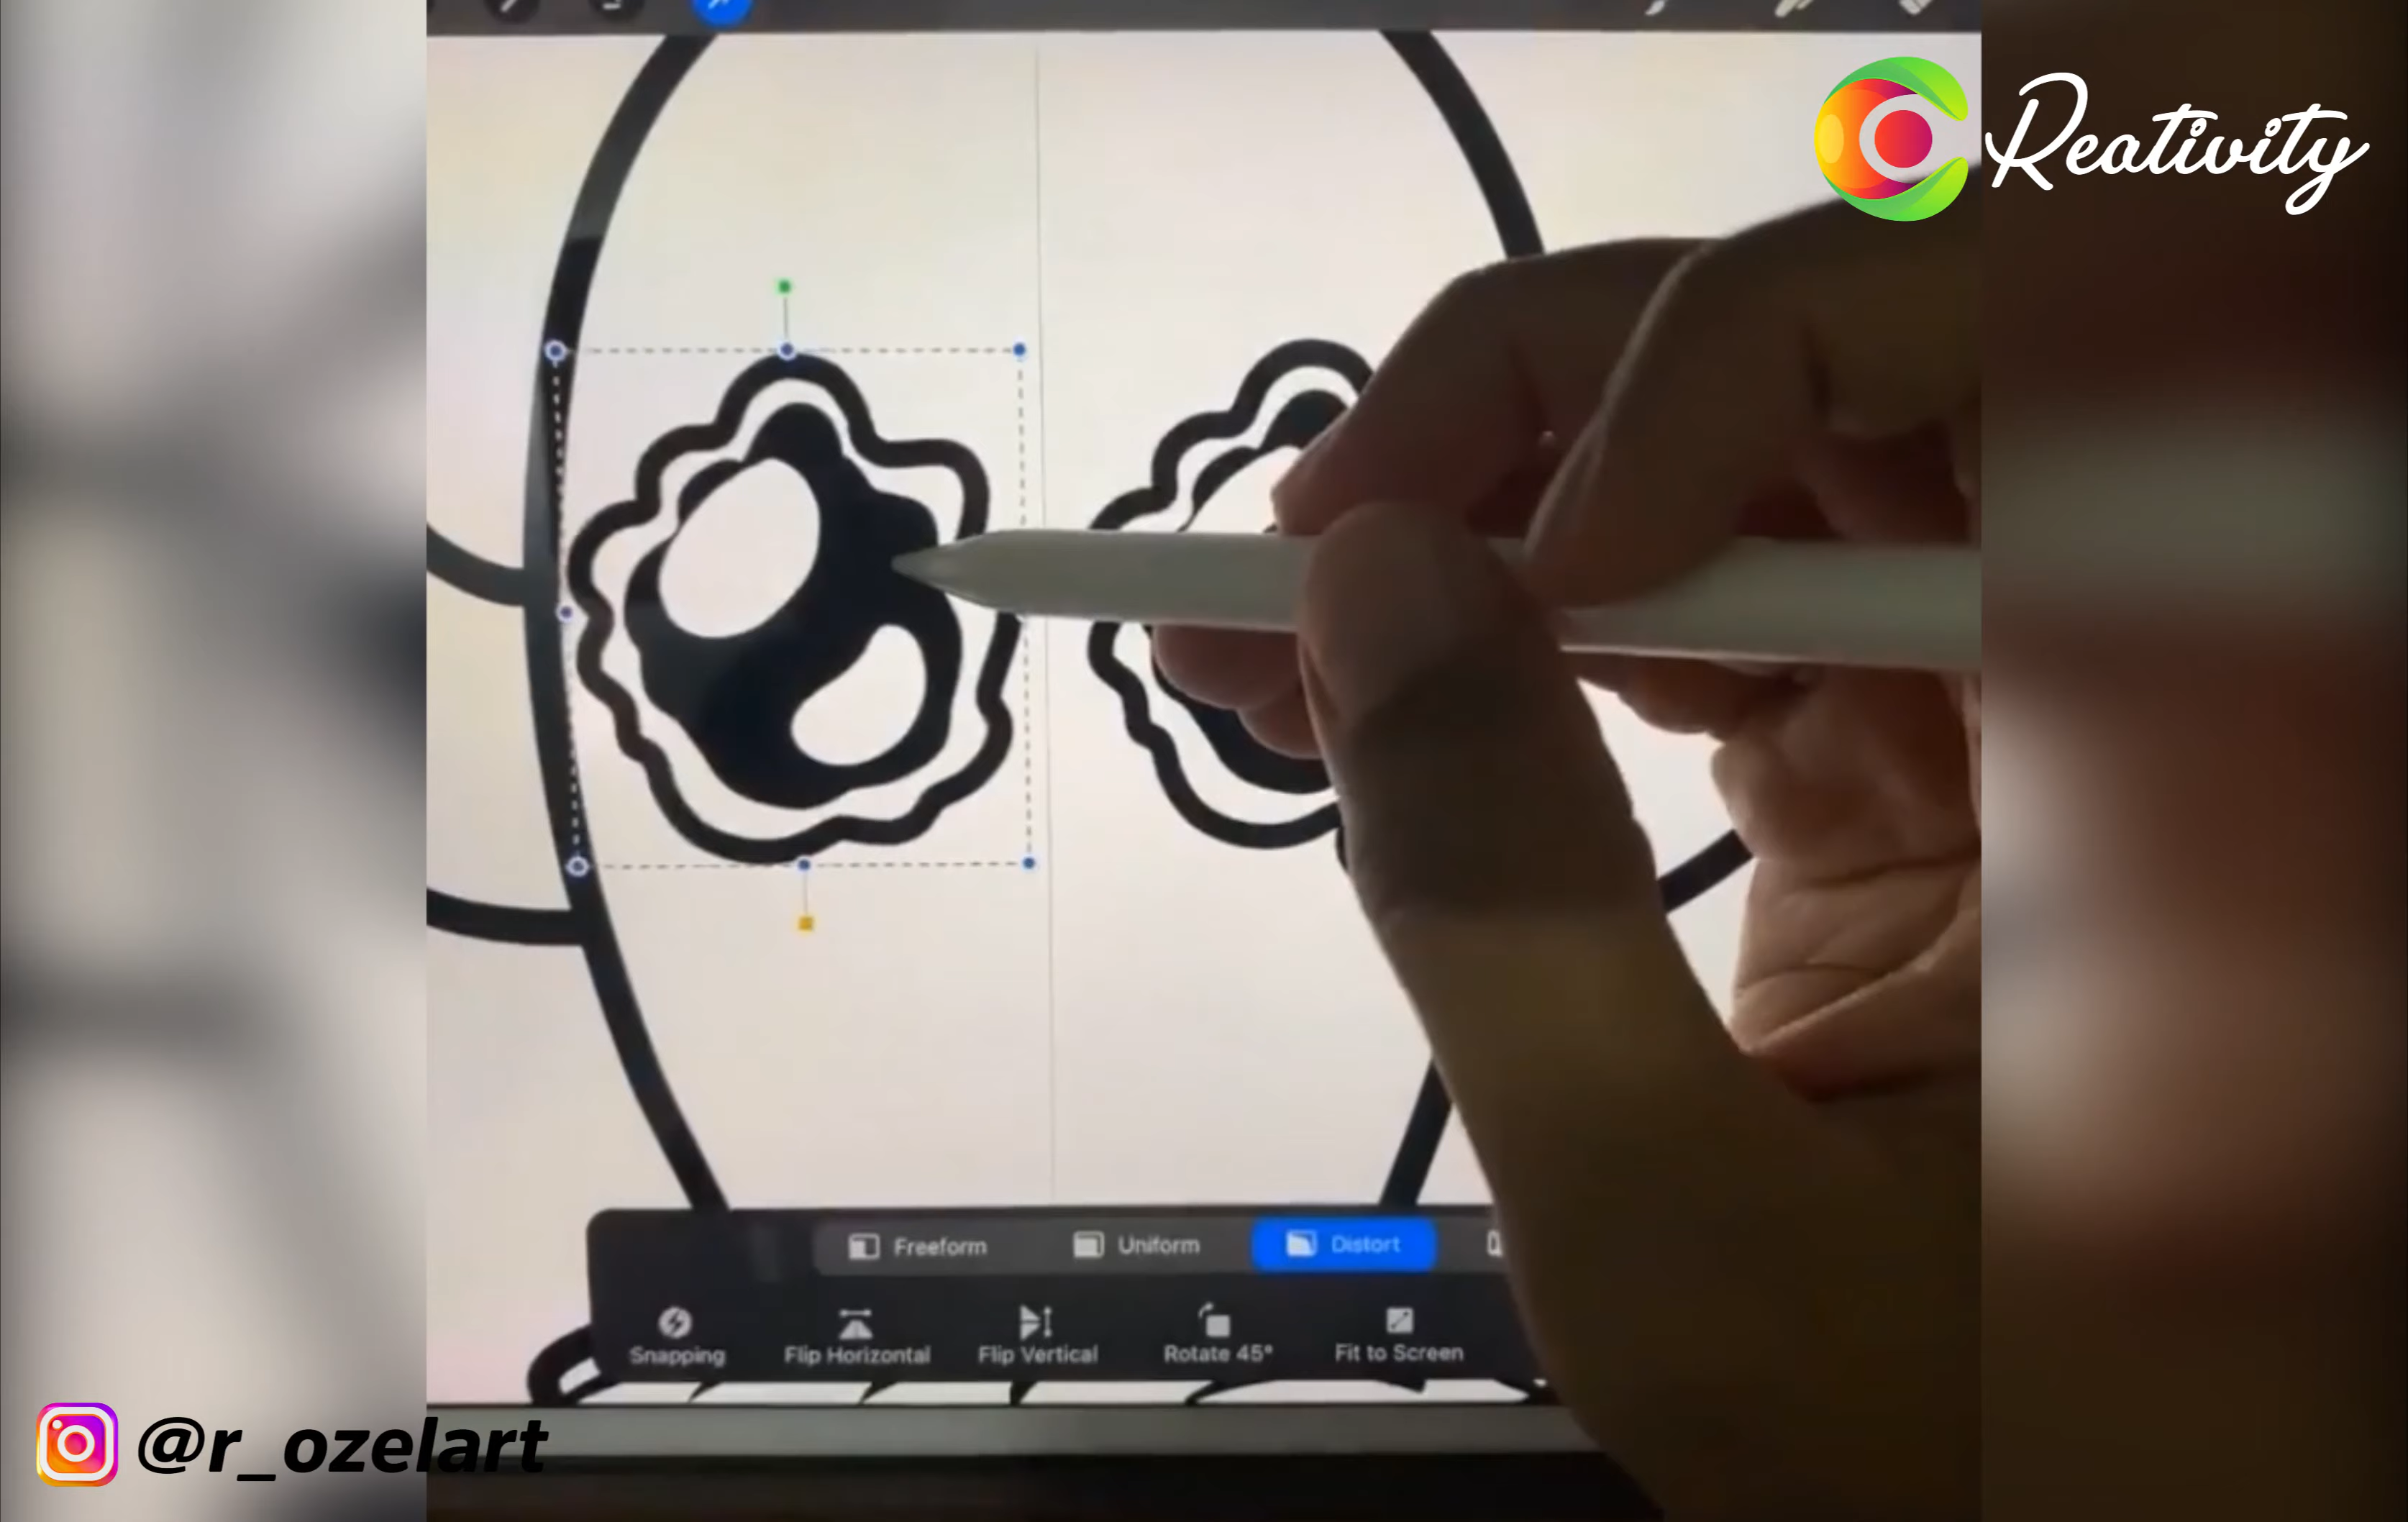 Reativity
Freeform Uniform Distort
Snapping Flip Horizontal Flip Vertical Rotate 45° Fit to Screen
@r_ozelart